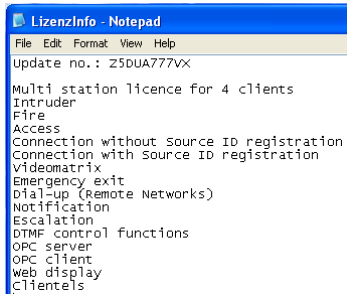 LizenzInfo - Notepad
File Edit Format View Help
Update no.: Z5DUA777VX
Multi station licence for 4 clients
Intruder
Fire
Access
Connection without Source ID registration
Connection with Source ID registration
Videomatrix
Emergency exit
Dial-up (Remote Networks)
Notification
Escalation
DTMF control functions
OPC server
OPC client
Web display
Clientels